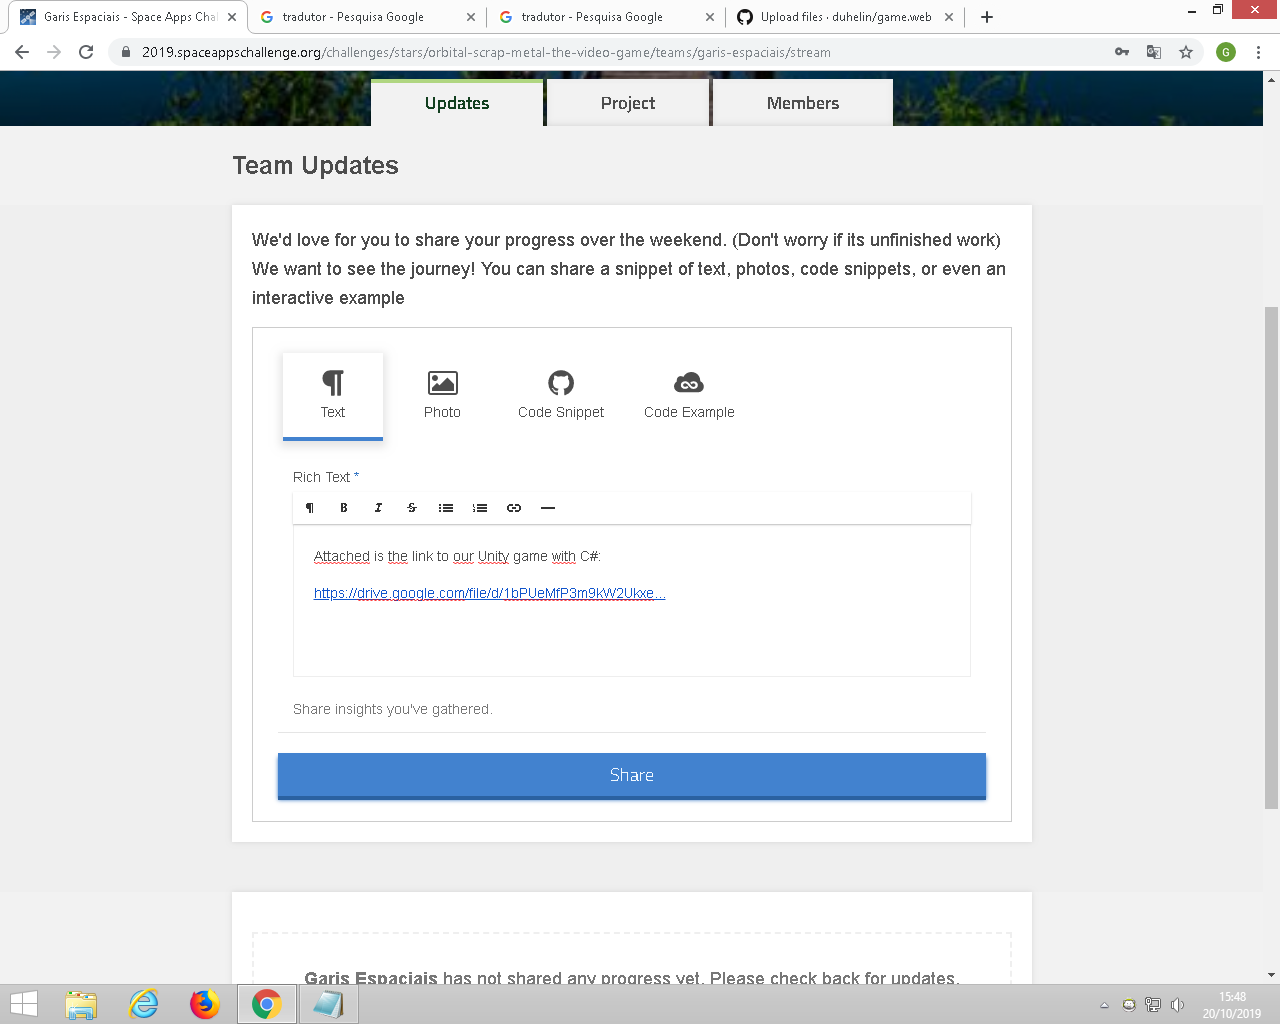 Garis Espaciais - Space Apps Chal
tradutor - Pesquisa Google
tradutor - Pesquisa Google
Upload files · duhelin/game.web
2019.spaceappschallenge.org/challenges/stars/orbital-scrap-metal-the-video-game/teams/garis-espaciais/stream
G
Updates
Project
Members
Team Updates
We'd love for you to share your progress over the weekend. (Don't worry if its unfinished work)
We want to see the journey! You can share a snippet of text, photos, code snippets, or even an
interactive example
Text
Photo
Code Snippet
Code Example
Rich Text *
Attached is the link to our Unity game with C#:
https://drive.google.com/file/d/1bPUeMfP3m9kW2Ukxe...
Share insights you've gathered.
Share
Garis Espaciais has not shared any progress yet. Please check back for updates.
15:48
20/10/2019